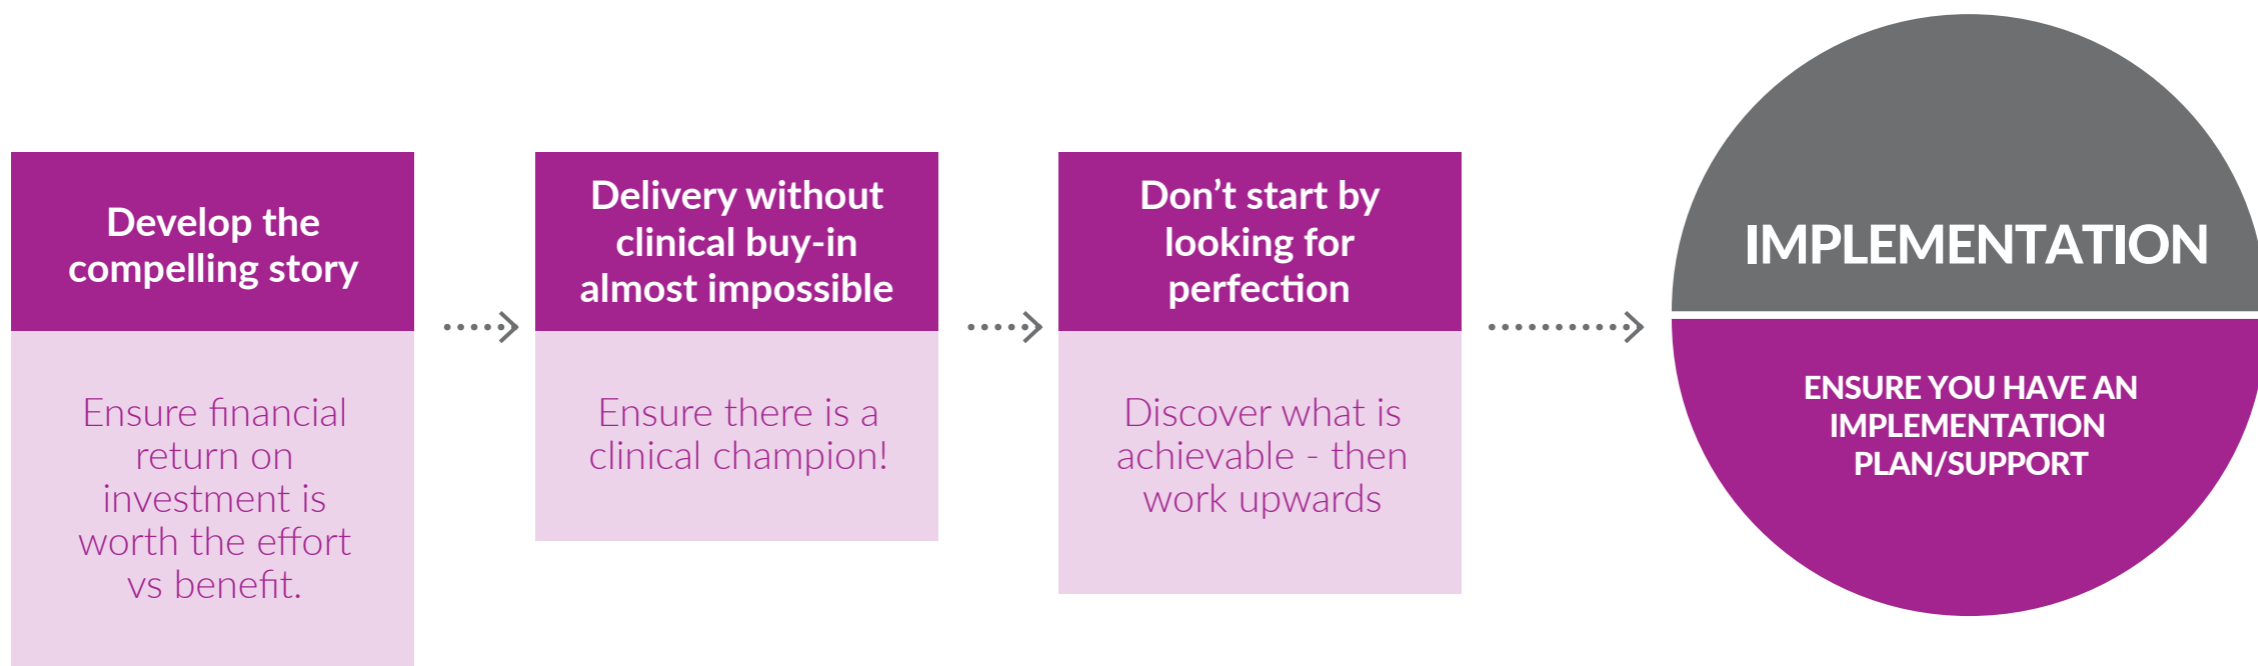 Develop the
compelling story
Ensure financial
return on
investment is
worth the effort
vs benefit.
Delivery without
clinical buy-in
almost impossible
Ensure there is a
clinical champion!
Don’t start by
looking for
perfection
Discover what is
achievable - then
work upwards
IMPLEMENTATION
ENSURE YOU HAVE AN
IMPLEMENTATION
PLAN/SUPPORT